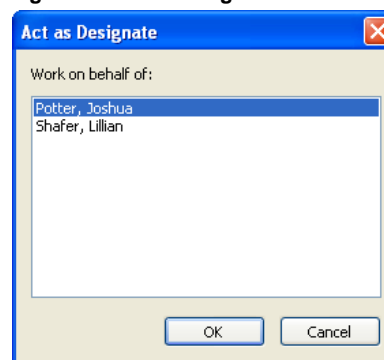 Act as Designate
Work on behalf of:
Potter, Joshua
Shafer, Lillian
OK
Cancel